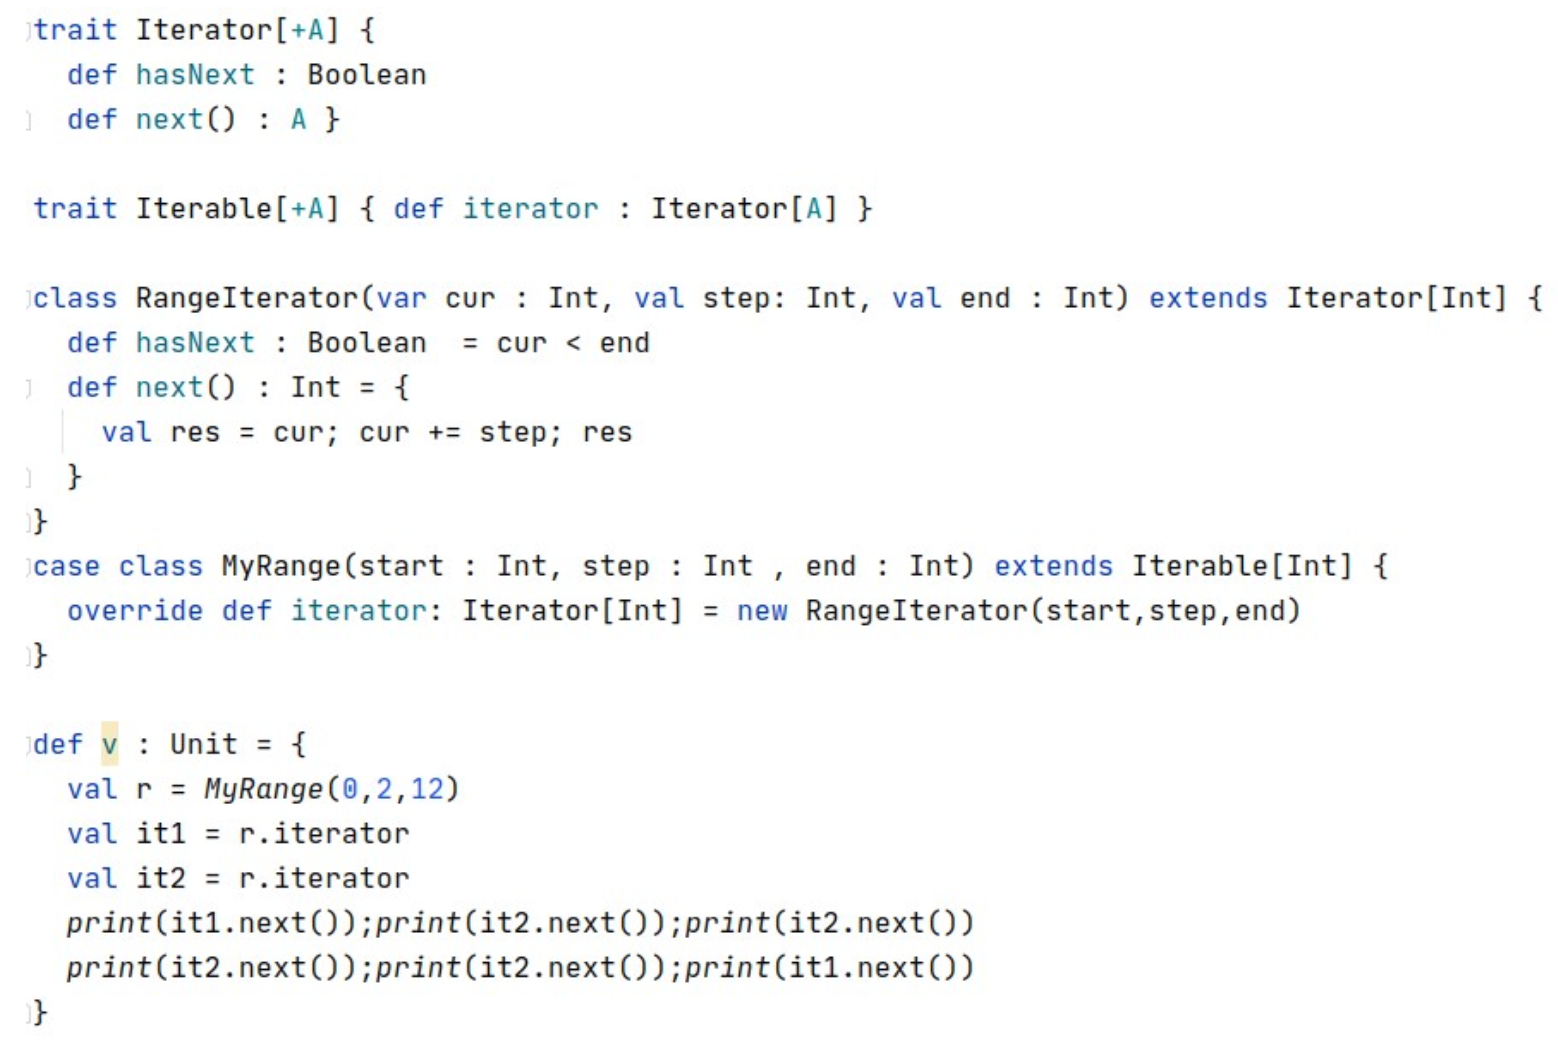 trait Iterator[+A] {
  def hasNext : Boolean
  def next() : A }

trait Iterable[+A] { def iterator : Iterator[A] }

class RangeIterator(var cur : Int, val step: Int, val end : Int) extends Iterator[Int] {
  def hasNext : Boolean  = cur < end
  def next() : Int = {
    val res = cur; cur += step; res
  }
}
case class MyRange(start : Int, step : Int , end : Int) extends Iterable[Int] {
  override def iterator: Iterator[Int] = new RangeIterator(start,step,end)
}

def v : Unit = {
  val r = MyRange(0,2,12)
  val it1 = r.iterator
  val it2 = r.iterator
  print(it1.next());print(it2.next());print(it2.next())
  print(it2.next());print(it2.next());print(it1.next())
}